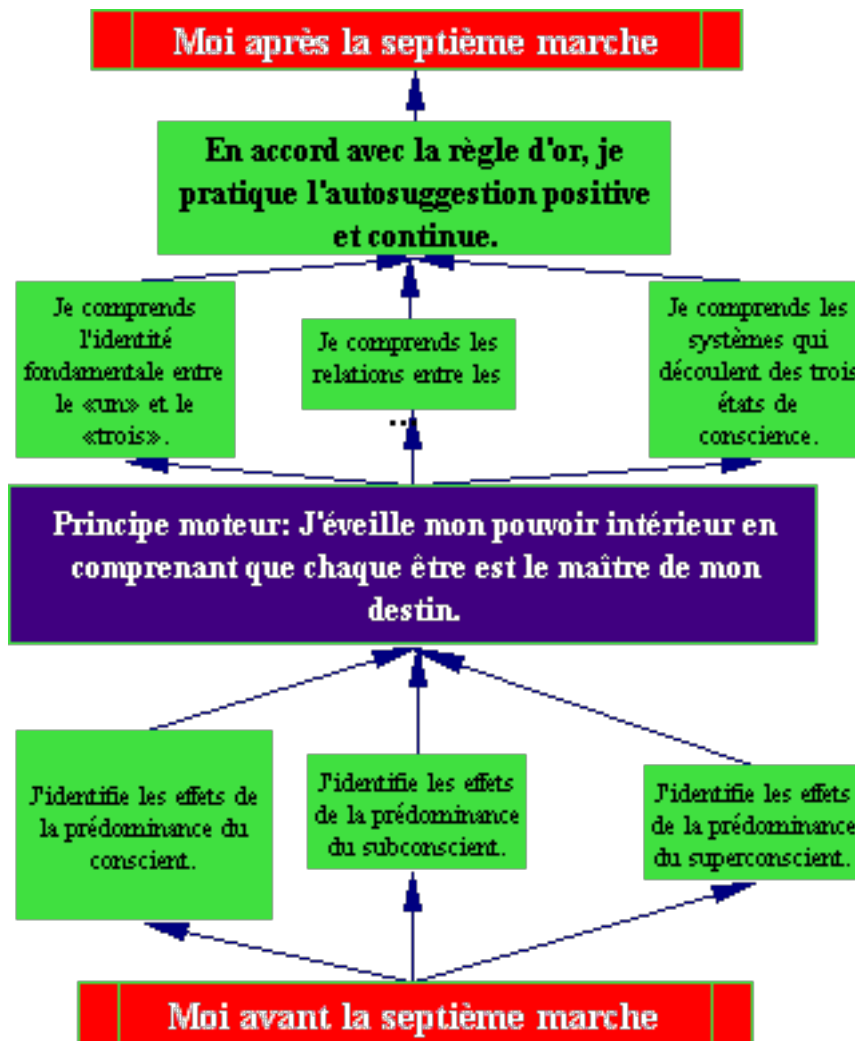 Moi après la septième marche
En accord avec la règle d'or, je
pratique l'autosuggestion positive
et continue.
Je comprends
l'identité
fondamentale entre
le «un» et le
«trois».
Je comprends les
relations entre les
...
Je comprends les
systèmes qui
découlent des trois
états de
conscience.
Principe moteur: J'éveille mon pouvoir intérieur en
comprenant que chaque être est le maître de mon
destin.
J'identifie les effets de
la prédominance du
conscient.
J'identifie les effets
de la prédominance
du subconscient.
J'identifie les effets
de la prédominance
du superconscient.
Moi avant la septième marche